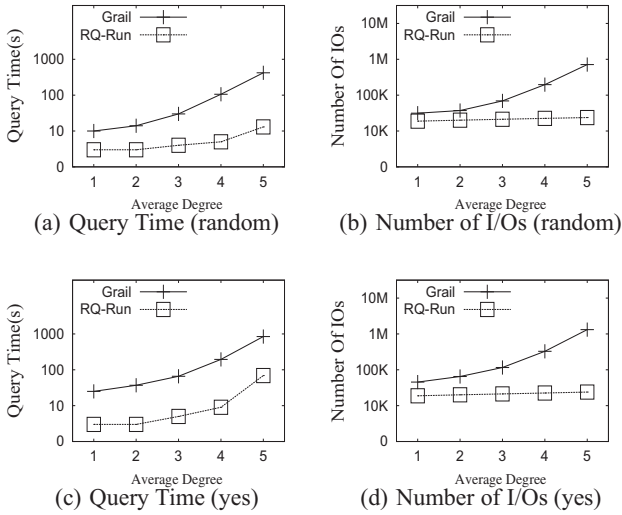 Grail
RQ-Run
Query Time(s)
1000
100
10
0
1 2 3 4 5
Average Degree
(a) Query Time (random)
Grail
RQ-Run
Number Of IOs
10M
1M
100K
10K
0
1 2 3 4 5
Average Degree
(b) Number of I/Os (random)
Grail
RQ-Run
Query Time(s)
1000
100
10
0
1 2 3 4 5
Average Degree
(c) Query Time (yes)
Grail
RQ-Run
Number Of IOs
10M
1M
100K
10K
0
1 2 3 4 5
Average Degree
(d) Number of I/Os (yes)